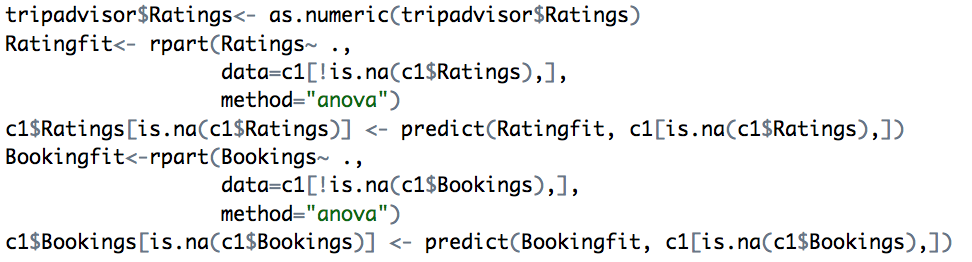 tripadvisor$Ratings<- as.numeric(tripadvisor$Ratings)
Ratingfit<- rpart(Ratings~ .,
                  data=c1[!is.na(c1$Ratings),],
                  method="anova")
c1$Ratings[is.na(c1$Ratings)] <- predict(Ratingfit, c1[is.na(c1$Ratings),])
Bookingfit<-rpart(Bookings~ .,
                  data=c1[!is.na(c1$Bookings),],
                  method="anova")
c1$Bookings[is.na(c1$Bookings)] <- predict(Bookingfit, c1[is.na(c1$Bookings),])